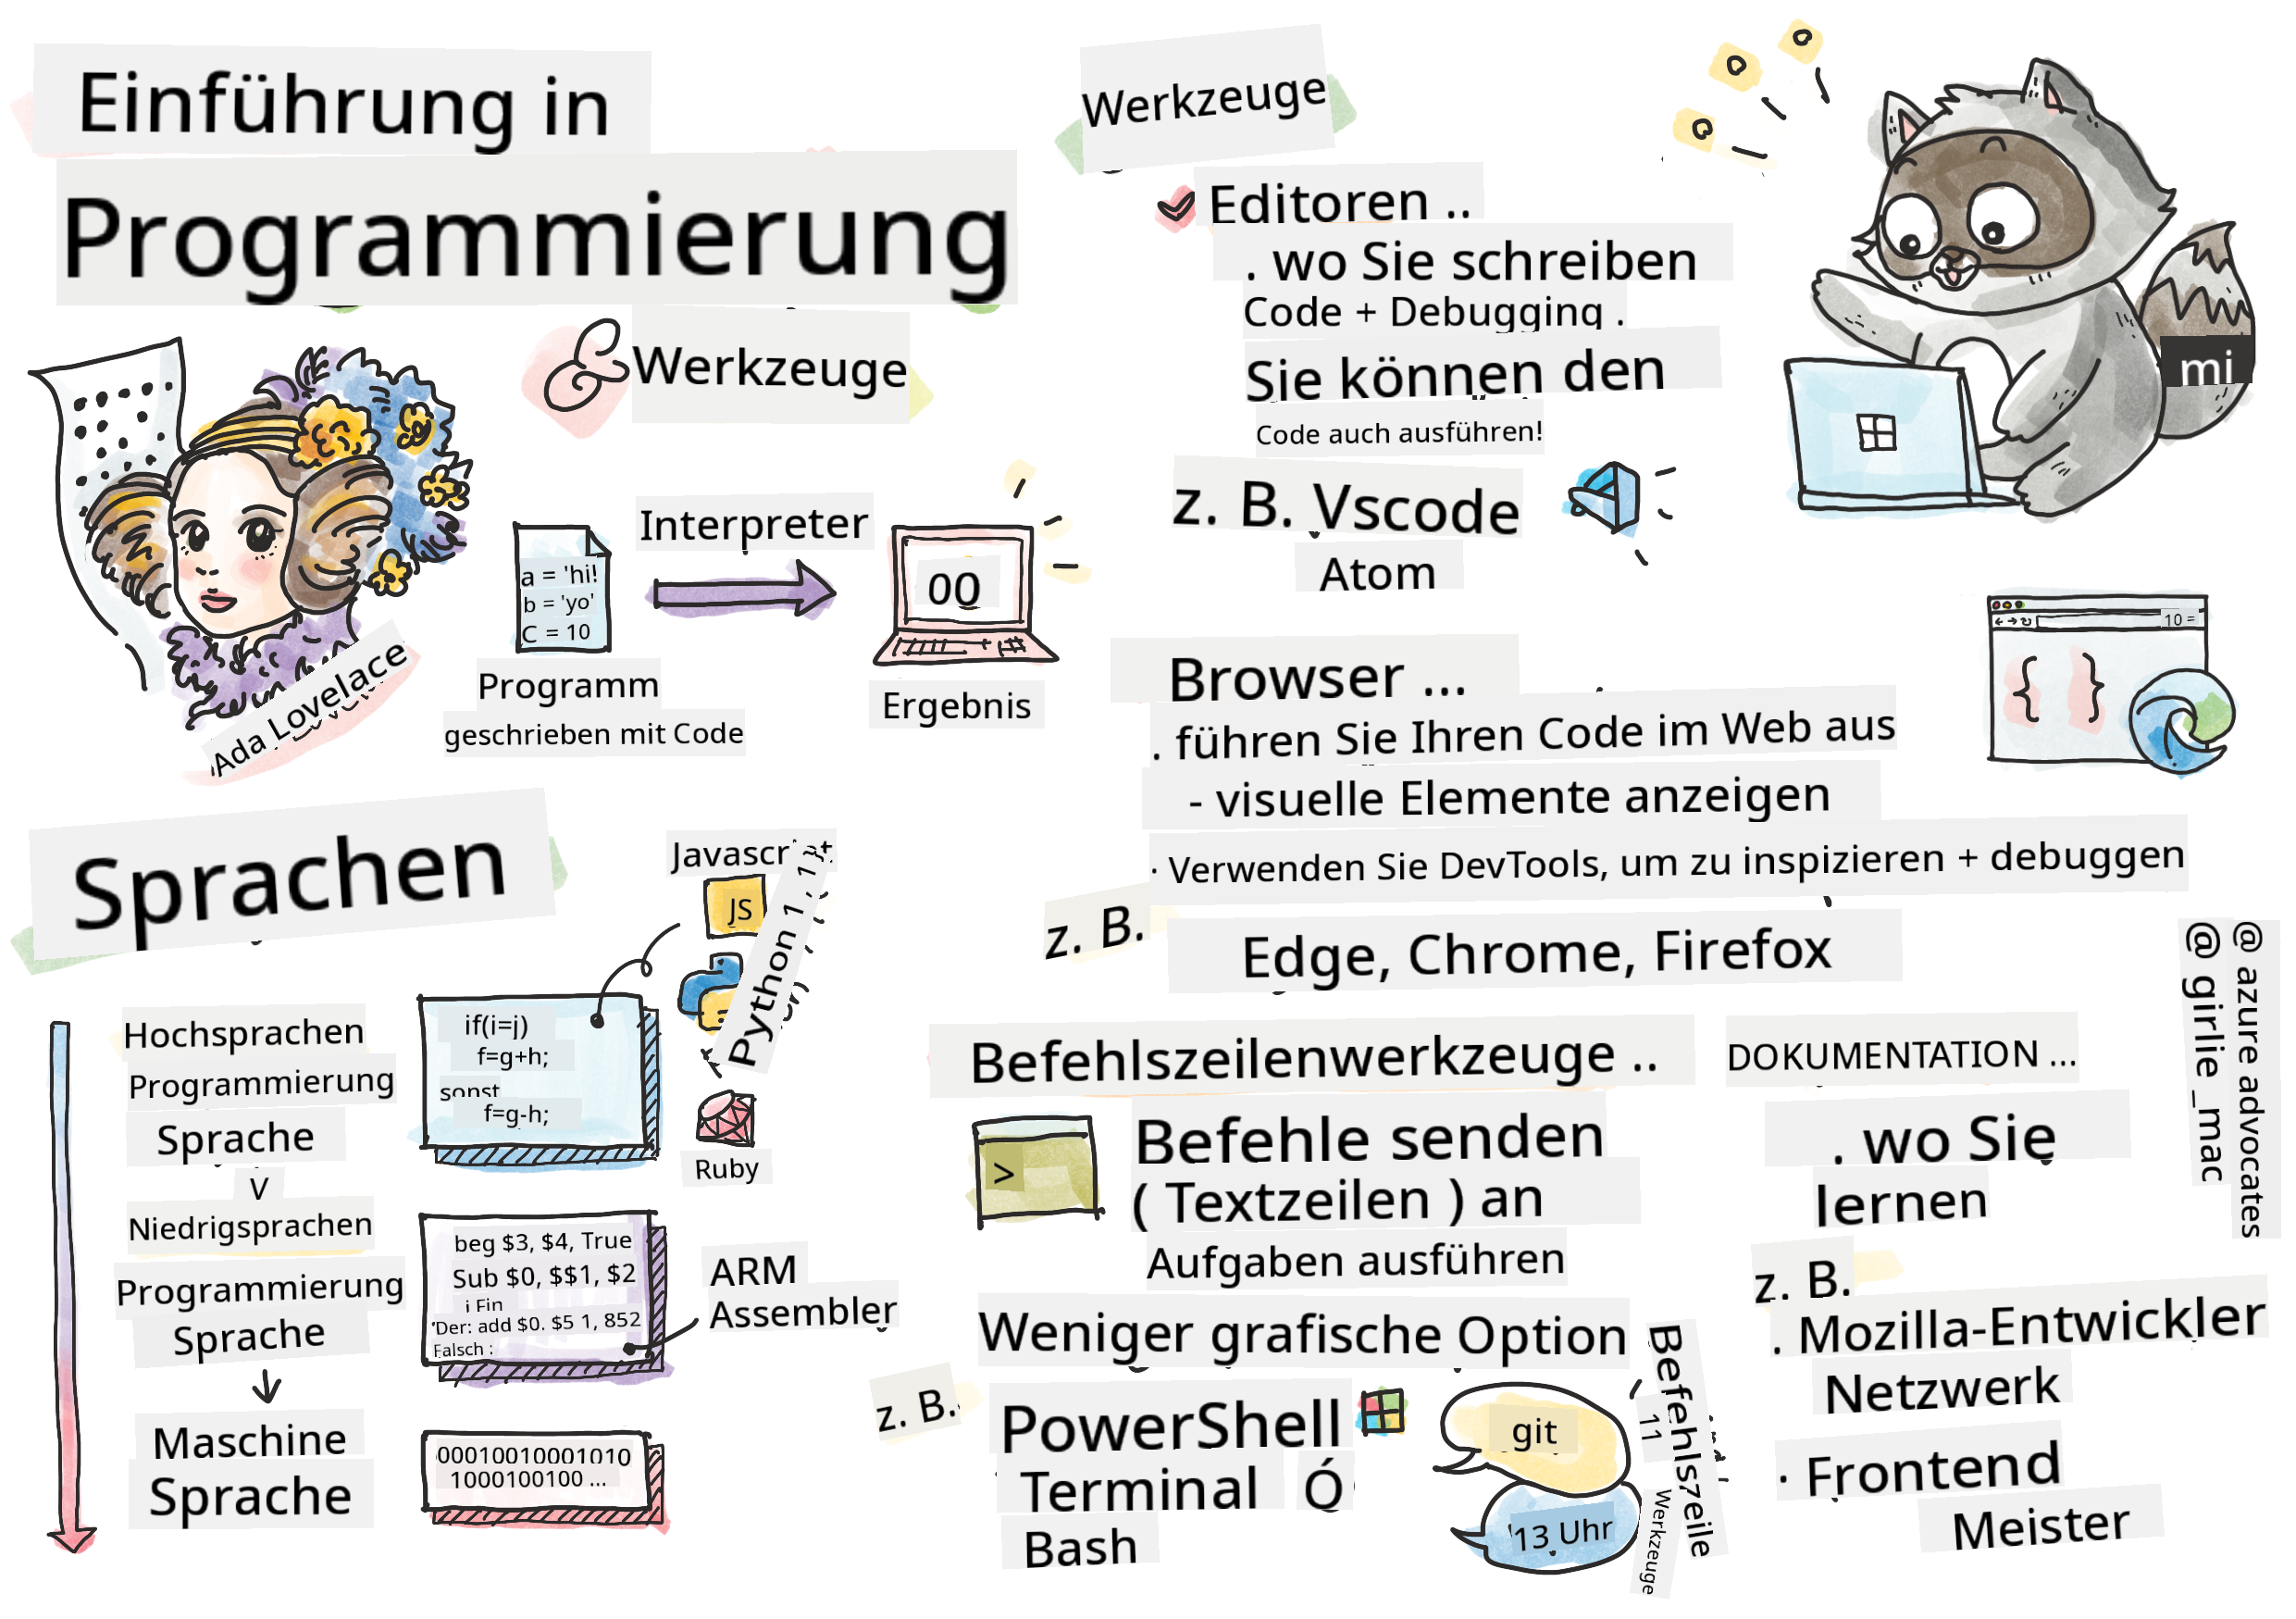 Einführung in
Programmierung
& Werkzeuge
Ada Lovelace
a = 'hi!
b = 'yo'
C = 10
Programm
geschrieben mit Code
Interpreter
00
Ergebnis
Sprachen
Hochsprachen
Programmierung
Sprache
V
Niedrigsprachen
Programmierung
Sprache
Maschine
Sprache
if(i=j)
f=g+h;
sonst
f=g-h;
Javascript
JS
Python 1, 1
Ruby
beg $3, $4, True
Sub $0, $$1, $2
j Fin
'Der: add $0. $5 1, 852
Falsch :
ARM
Assembler
00010010001010
1000100100 ...
Werkzeuge
Editoren ..
. wo Sie schreiben
Code + Debugging .
Sie können den
Code auch ausführen!
z. B. Vscode
Atom
mi
Browser ...
. führen Sie Ihren Code im Web aus
- visuelle Elemente anzeigen
· Verwenden Sie DevTools, um zu inspizieren + debuggen
z. B.
Edge, Chrome, Firefox
10 =
{ }
Befehlszeilenwerkzeuge ..
>
Befehle senden
( Textzeilen ) an
Aufgaben ausführen
Weniger grafische Option
z. B.
PowerShell
Terminal Ó
Bash
git
13 Uhr
Befehlszeile
11
Werkzeuge
DOKUMENTATION ...
. wo Sie
lernen
z. B.
. Mozilla-Entwickler
Netzwerk
· Frontend
Meister
@ azure advocates
@ girlie_mac